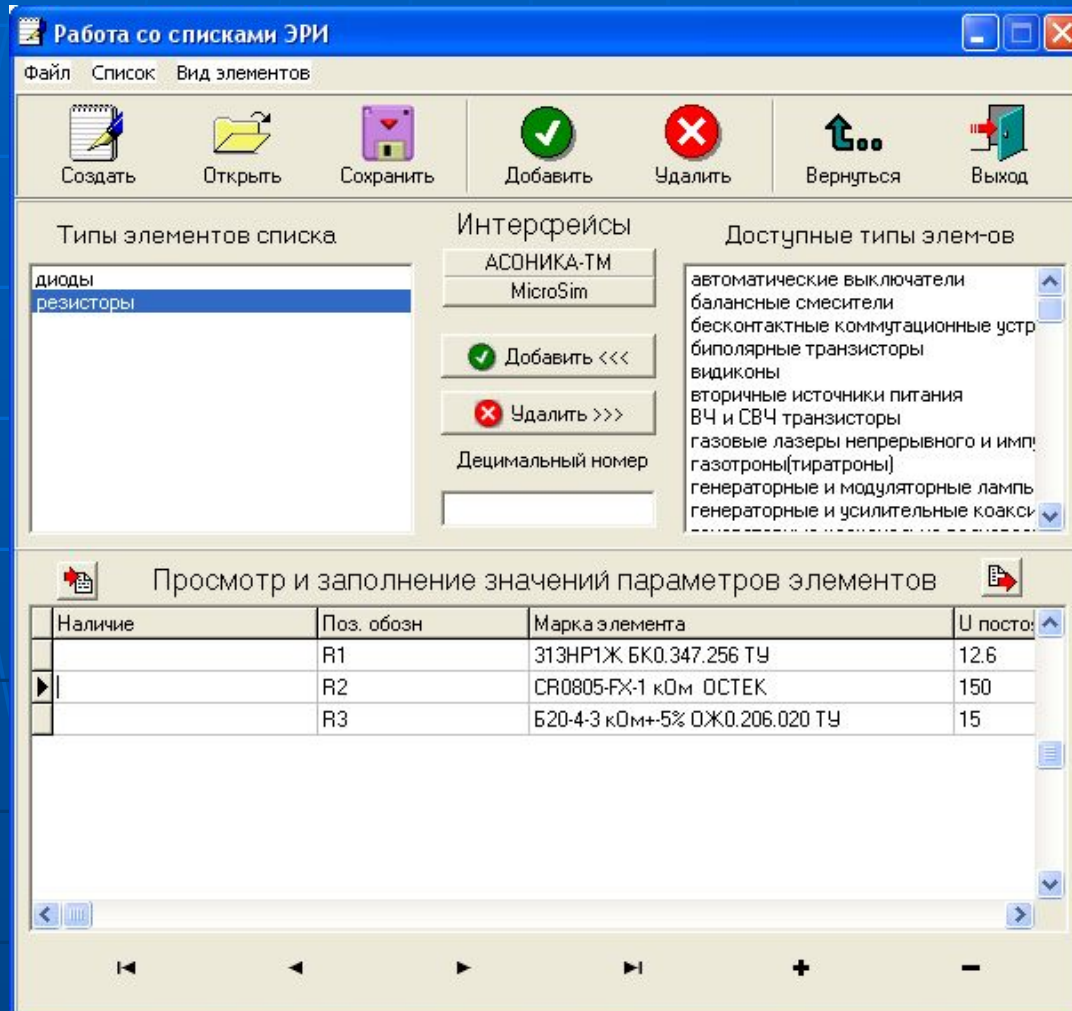 Работа со списками ЭРИ
Файл Список Вид элементов
Создать Открыть Сохранить Добавить Удалить Вернуться Выход
Типы элементов списка
диоды
резисторы
Интерфейсы
АСОНИКА-ТМ
MicroSim
Добавить <<<
Удалить >>>
Децимальный номер
Доступные типы элем-ов
автоматические выключатели
балансные смесители
бесконтактные коммутационные устр
биполярные транзисторы
видиконы
вторичные источники питания
ВЧ и СВЧ транзисторы
газовые лазеры непрерывного и имп
газотроны(тиратроны)
генераторные и модуляторные лампы
генераторные и усилительные коакси
Просмотр и заполнение значений параметров элементов
Наличие Поз. обозн Марка элемента U посто
R1 313НР1Ж БК0.347.256 ТУ 12.6
R2 CR0805-FX-1 кОм ОСТЕК 150
R3 Б20-4-3 кОм+-5% ОЖ0.206.020 ТУ 15